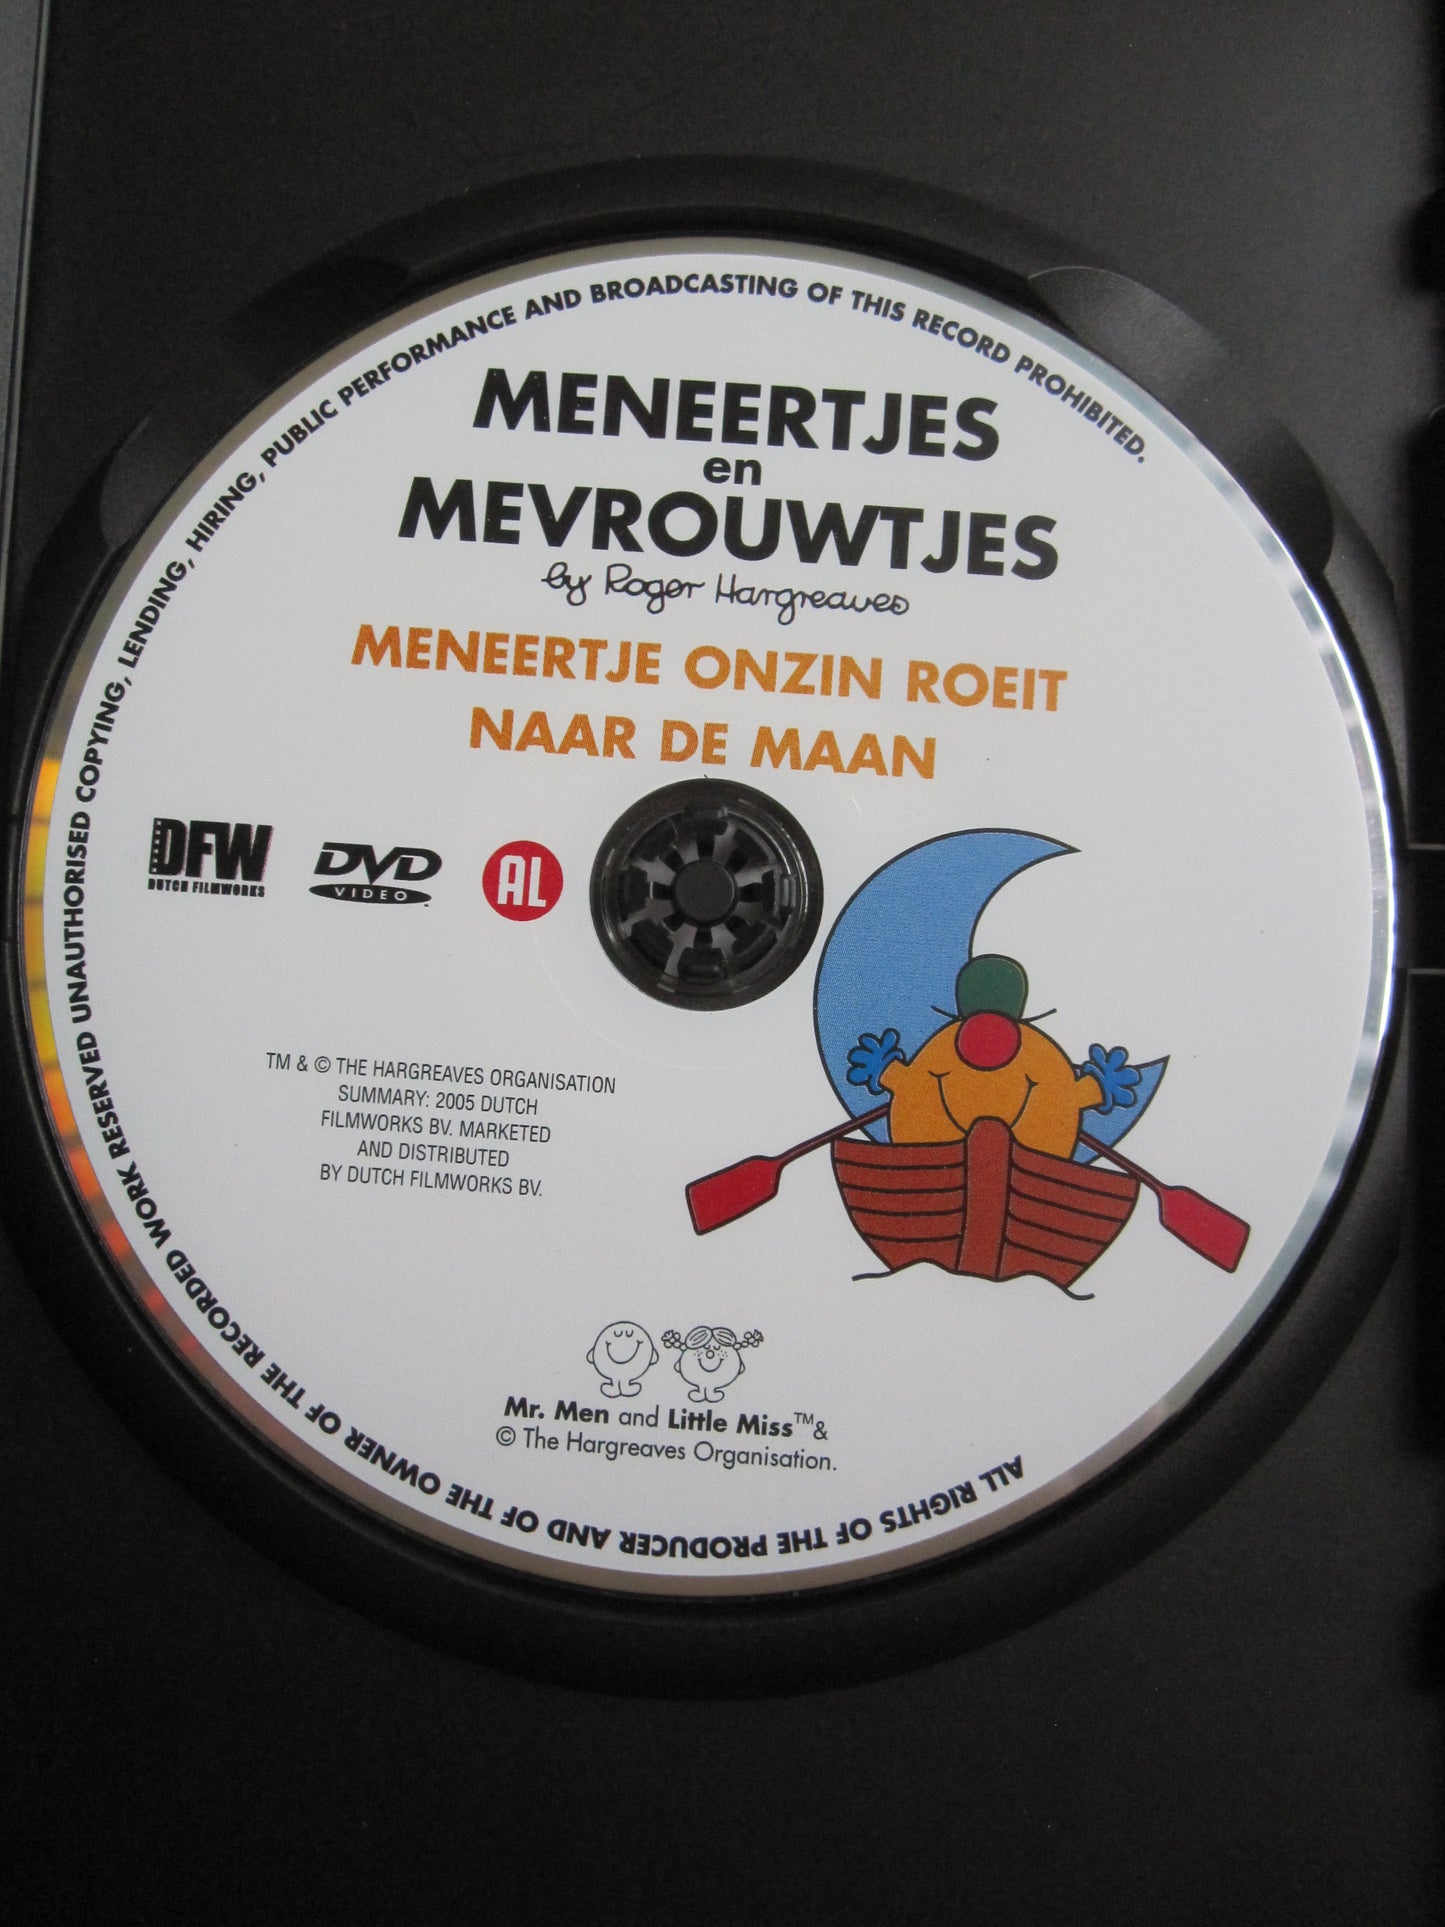 MENEERTJES
en
MEVROUWTJES
by Roger Hargreaves
MENEERTJE ONZIN ROEIT
NAAR DE MAAN
DFW
DUTCH FILMWORKS
DVD
VIDEO
AL
TM & © THE HARGREAVES ORGANISATION
SUMMARY: 2005 DUTCH
FILMWORKS BV. MARKETED
AND DISTRIBUTED
BY DUTCH FILMWORKS BV.
Mr. Men and Little Miss™&
© The Hargreaves Organisation.
ALL RIGHTS OF THE PRODUCER AND OF THE OWNER OF THE RECORDED WORK RESERVED UNAUTHORISED COPYING, LENDING, HIRING, PUBLIC PERFORMANCE AND BROADCASTING OF THIS RECORD PROHIBITED.